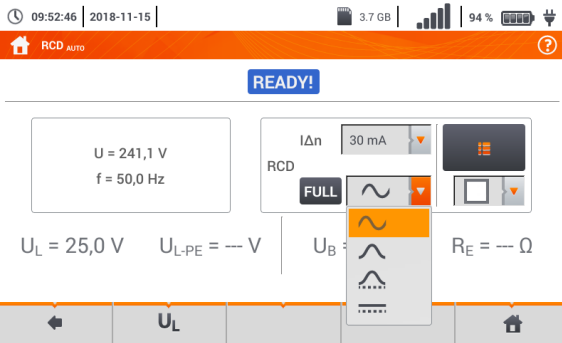 09:52:46 2018-11-15 3.7 GB 94 %
RCD AUTO ?
READY!
U = 241,1 V
f = 50,0 Hz
IΔn 30 mA
RCD
FULL
UL = 25,0 V UL-PE = --- V UB = RE = --- Ω
UL